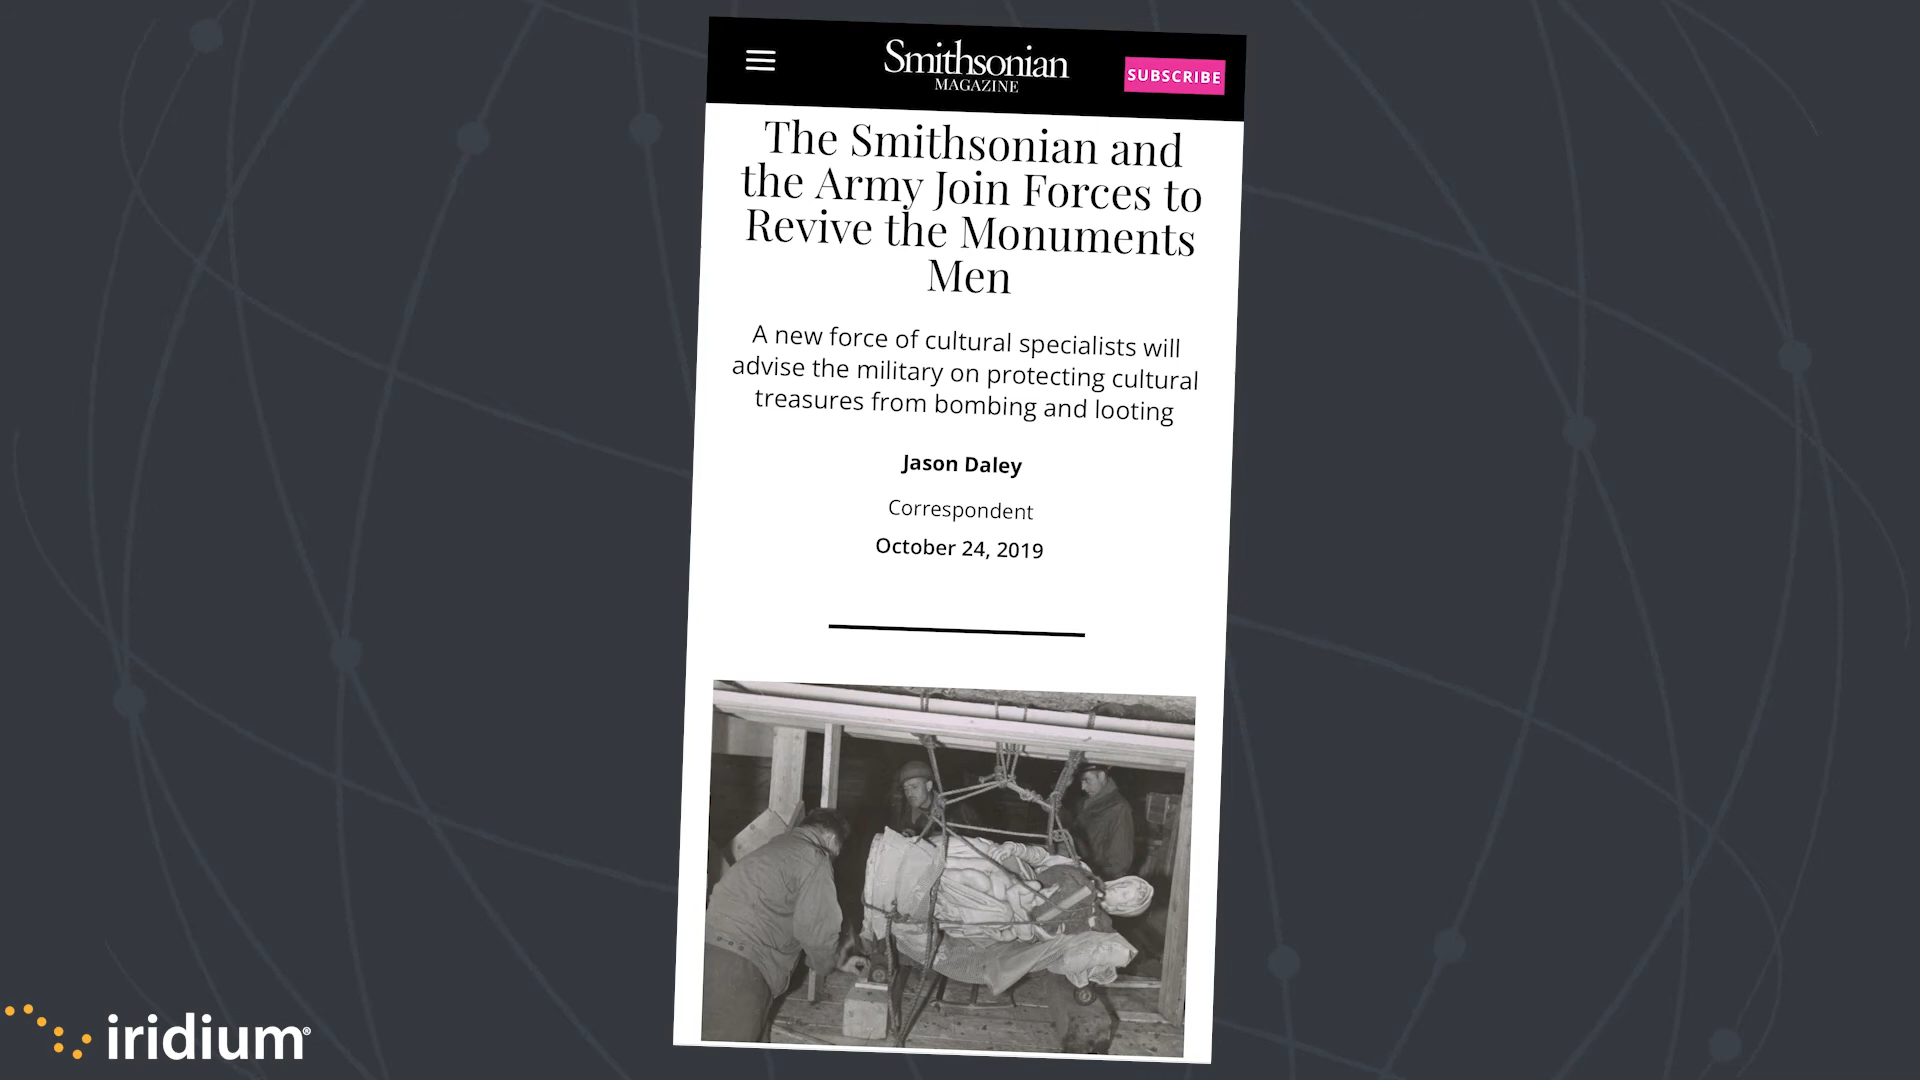 Smithsonian
MAGAZINE
SUBSCRIBE
The Smithsonian and
the Army Join Forces to
Revive the Monuments
Men
A new force of cultural specialists will
advise the military on protecting cultural
treasures from bombing and looting
Jason Daley
Correspondent
October 24, 2019
iridium®